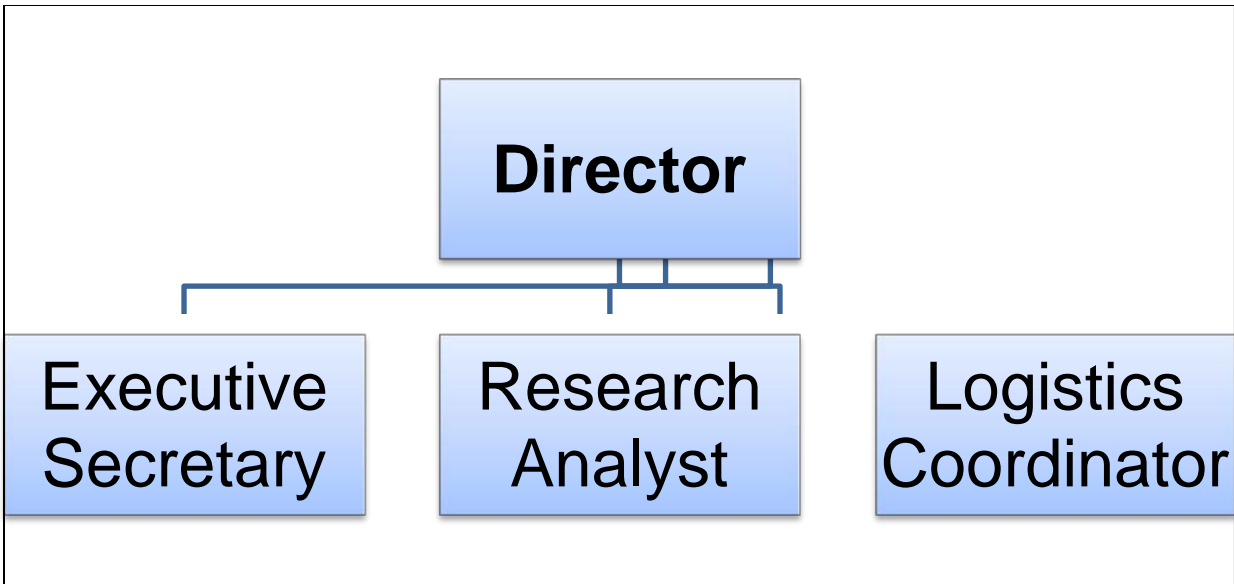 Director
Executive
Secretary
Research
Analyst
Logistics
Coordinator